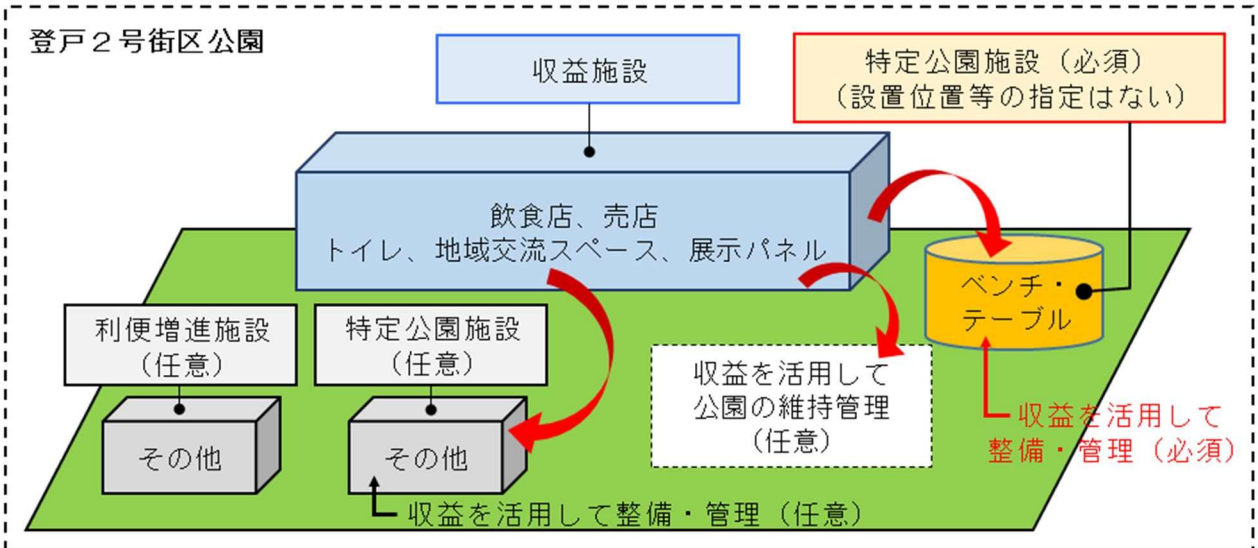 登戸２号街区公園
収益施設
特定公園施設（必須）
（設置位置等の指定はない）
飲食店、売店
トイレ、地域交流スペース、展示パネル
ベンチ・
テーブル
利便増進施設
（任意）
特定公園施設
（任意）
収益を活用して
公園の維持管理
（任意）
収益を活用して
整備・管理（必須）
その他
その他
収益を活用して整備・管理（任意）